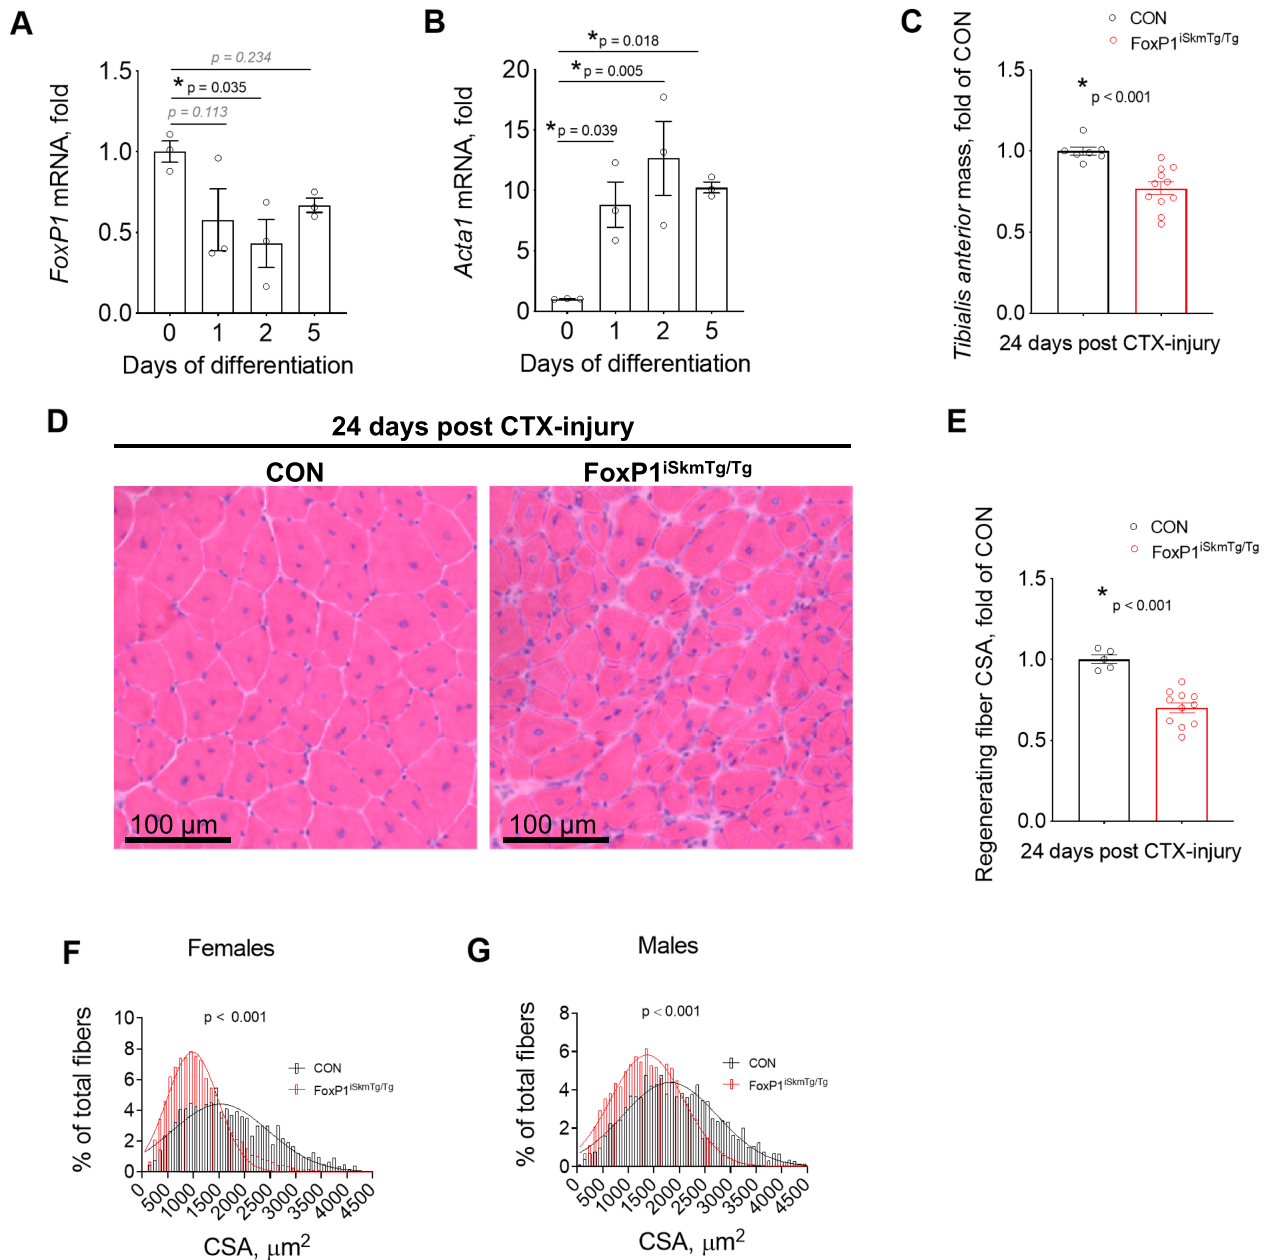 A
FoxP1 mRNA, fold
p = 0.234
* p = 0.035
p = 0.113
1.5
1.0
0.5
0.0
0 1 2 5
Days of differentiation
B
Acta1 mRNA, fold
* p = 0.018
* p = 0.005
* p = 0.039
20
15
10
5
0
0 1 2 5
Days of differentiation
C
Tibialis anterior mass, fold of CON
CON
FoxP1iSkmTg/Tg
*
p < 0.001
1.5
1.0
0.5
0.0
24 days post CTX-injury
D
24 days post CTX-injury
CON
FoxP1iSkmTg/Tg
100 µm
100 µm
E
Regenerating fiber CSA, fold of CON
CON
FoxP1iSkmTg/Tg
*
p < 0.001
1.5
1.0
0.5
0.0
24 days post CTX-injury
F
Females
% of total fibers
p < 0.001
CON
FoxP1iSkmTg/Tg
10
8
6
4
2
0
0 500 1000 1500 2000 2500 3000 3500 4000 4500
CSA, µm2
G
Males
% of total fibers
p < 0.001
CON
FoxP1iSkmTg/Tg
8
6
4
2
0
0 500 1000 1500 2000 2500 3000 3500 4000 4500
CSA, µm2